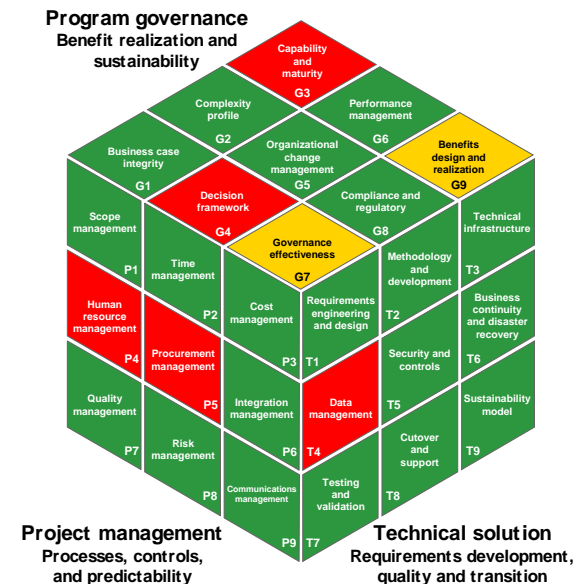 Program governance
Benefit realization and
sustainability
Capability
and
maturity
G3
Complexity
profile
G2
Performance
management
G6
Business case
integrity
G1
Organizational
change
management
G5
Benefits
design and
realization
G9
Decision
framework
G4
Compliance and
regulatory
G8
Governance
effectiveness
G7
Scope
management
P1
Time
management
P2
Cost
management
P3
Human
resource
management
P4
Procurement
management
P5
Integration
management
P6
Quality
management
P7
Risk
management
P8
Communications
management
P9
Requirements
engineering
and design
T1
Methodology
and
development
T2
Technical
infrastructure
T3
Data
management
T4
Security and
controls
T5
Business
continuity
and disaster
recovery
T6
Testing
and
validation
T7
Cutover
and
support
T8
Sustainability
model
T9
Project management
Processes, controls,
and predictability
Technical solution
Requirements development,
quality and transition